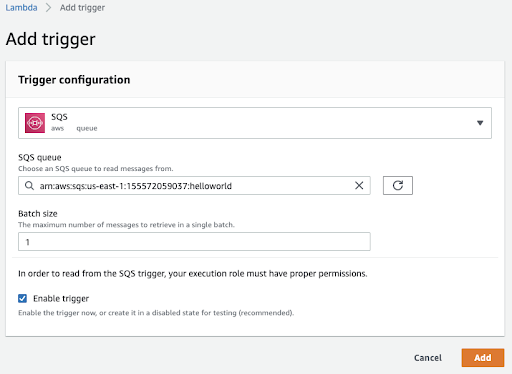 Lambda > Add trigger
Add trigger
Trigger configuration
SQS
aws queue
SQS queue
Choose an SQS queue to read messages from.
arn:aws:sqs:us-east-1:155572059037:helloworld
Batch size
The maximum number of messages to retrieve in a single batch.
1
In order to read from the SQS trigger, your execution role must have proper permissions.
Enable trigger
Enable the trigger now, or create it in a disabled state for testing (recommended).
Cancel Add